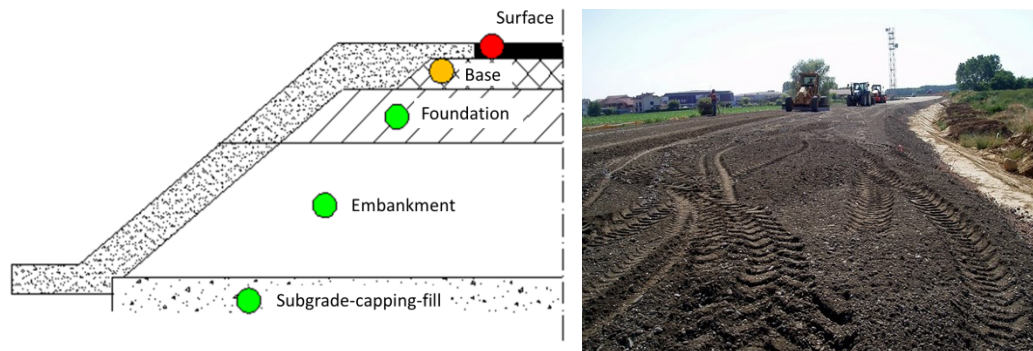 Surface
Base
Foundation
Embankment
Subgrade-capping-fill